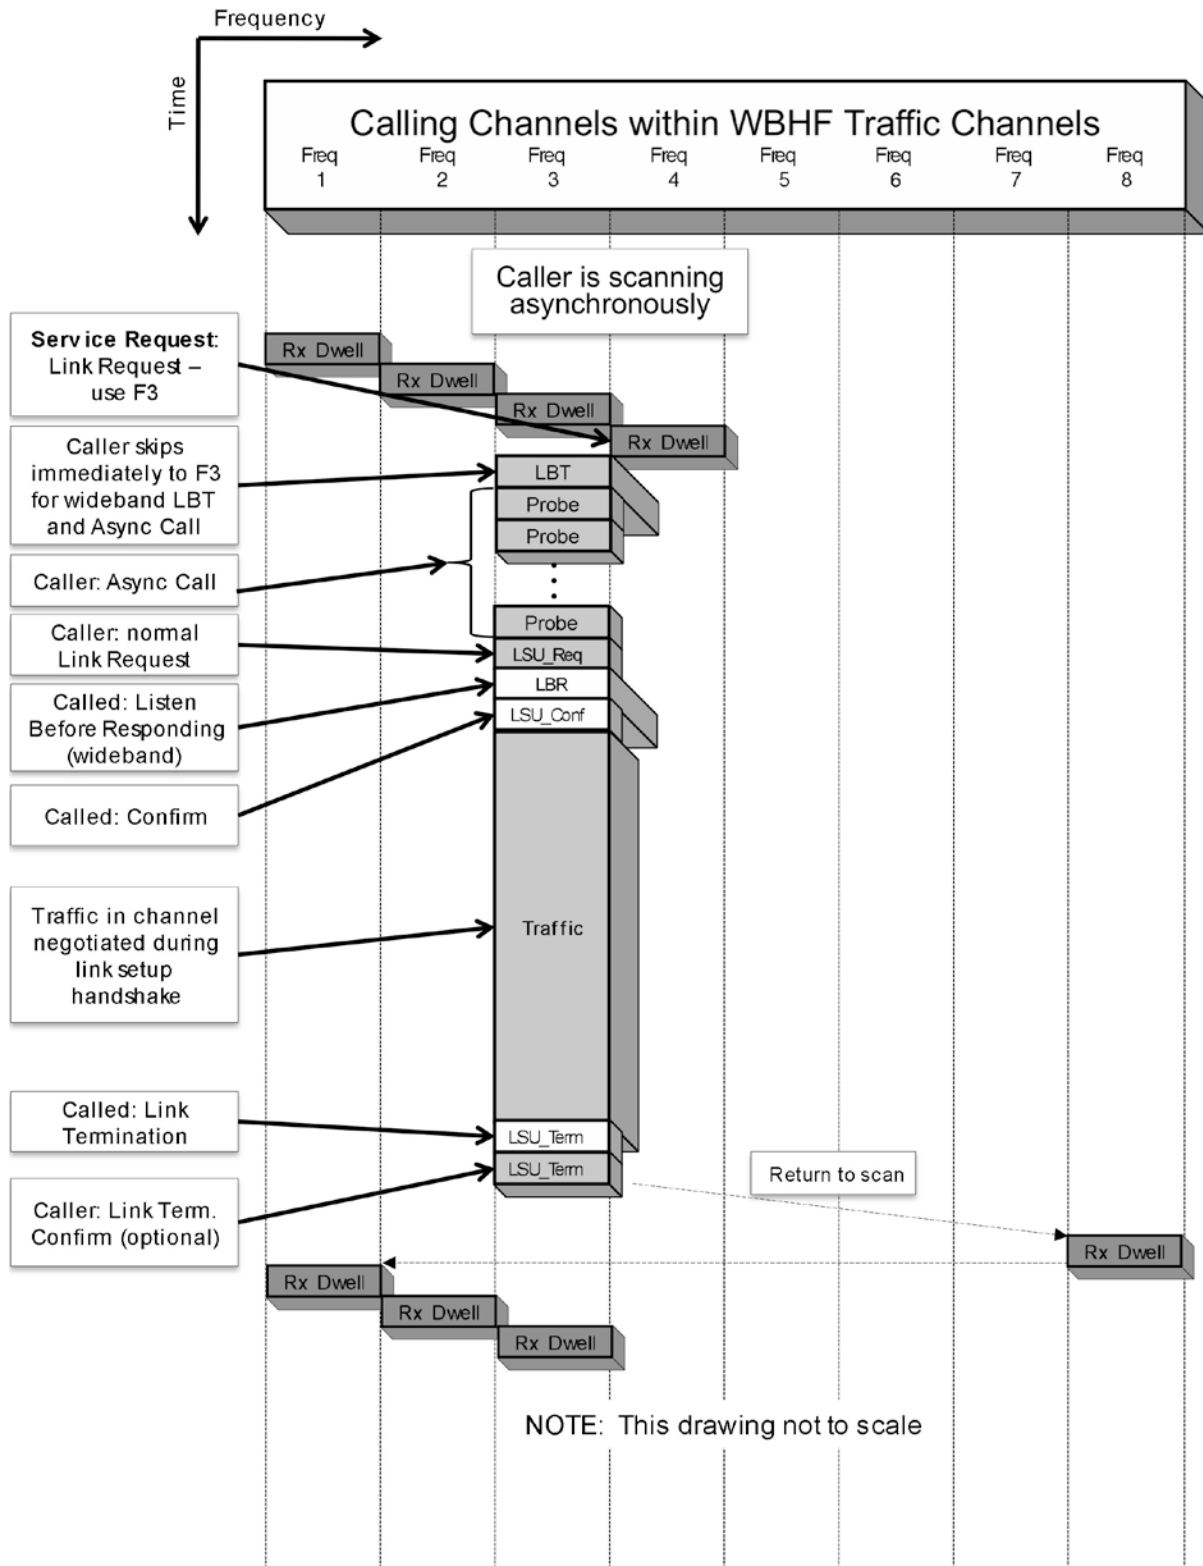 Frequency
Time
Calling Channels within WBHF Traffic Channels
Freq Freq Freq Freq Freq Freq Freq Freq
1 2 3 4 5 6 7 8
Caller is scanning
asynchronously
Service Request:
Link Request –
use F3
Rx Dwell
Rx Dwell
Rx Dwell
Rx Dwell
Caller skips
immediately to F3
for wideband LBT
and Async Call
LBT
Probe
Probe
Caller: Async Call
Probe
Caller: normal
Link Request
LSU_Req
Called: Listen
Before Responding
(wideband)
LBR
LSU_Conf
Called: Confirm
Traffic in channel
negotiated during
link setup
handshake
Traffic
Called: Link
Termination
LSU_Term
LSU_Term
Return to scan
Caller: Link Term.
Confirm (optional)
Rx Dwell
Rx Dwell
Rx Dwell
Rx Dwell
NOTE: This drawing not to scale